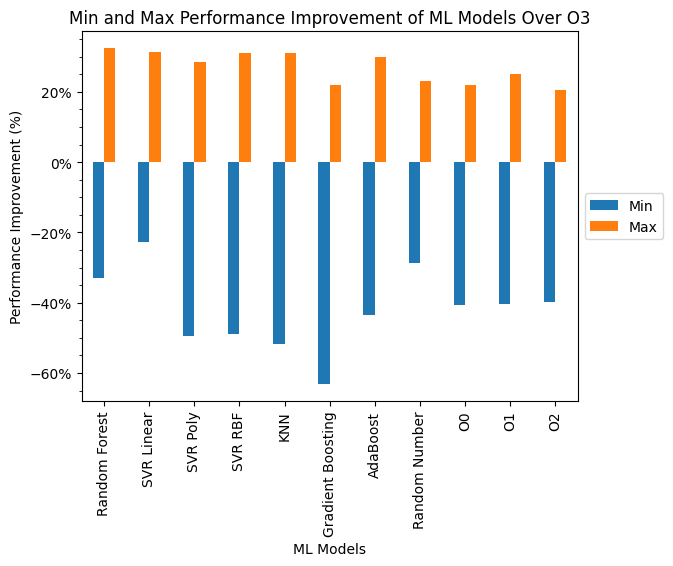 Min and Max Performance Improvement of ML Models Over O3
Performance Improvement (%)
20%
0%
−20%
−40%
−60%
Min
Max
Random Forest
SVR Linear
SVR Poly
SVR RBF
KNN
Gradient Boosting
AdaBoost
Random Number
O0
O1
O2
ML Models